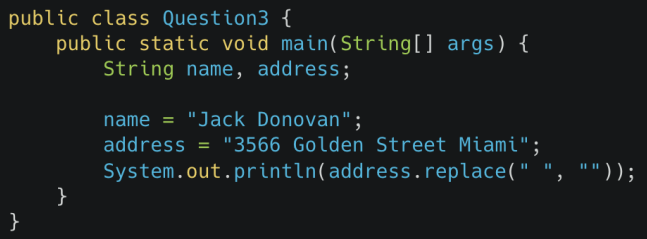 public class Question3 {
    public static void main(String[] args) {
        String name, address;

        name = "Jack Donovan";
        address = "3566 Golden Street Miami";
        System.out.println(address.replace(" ", ""));
    }
}